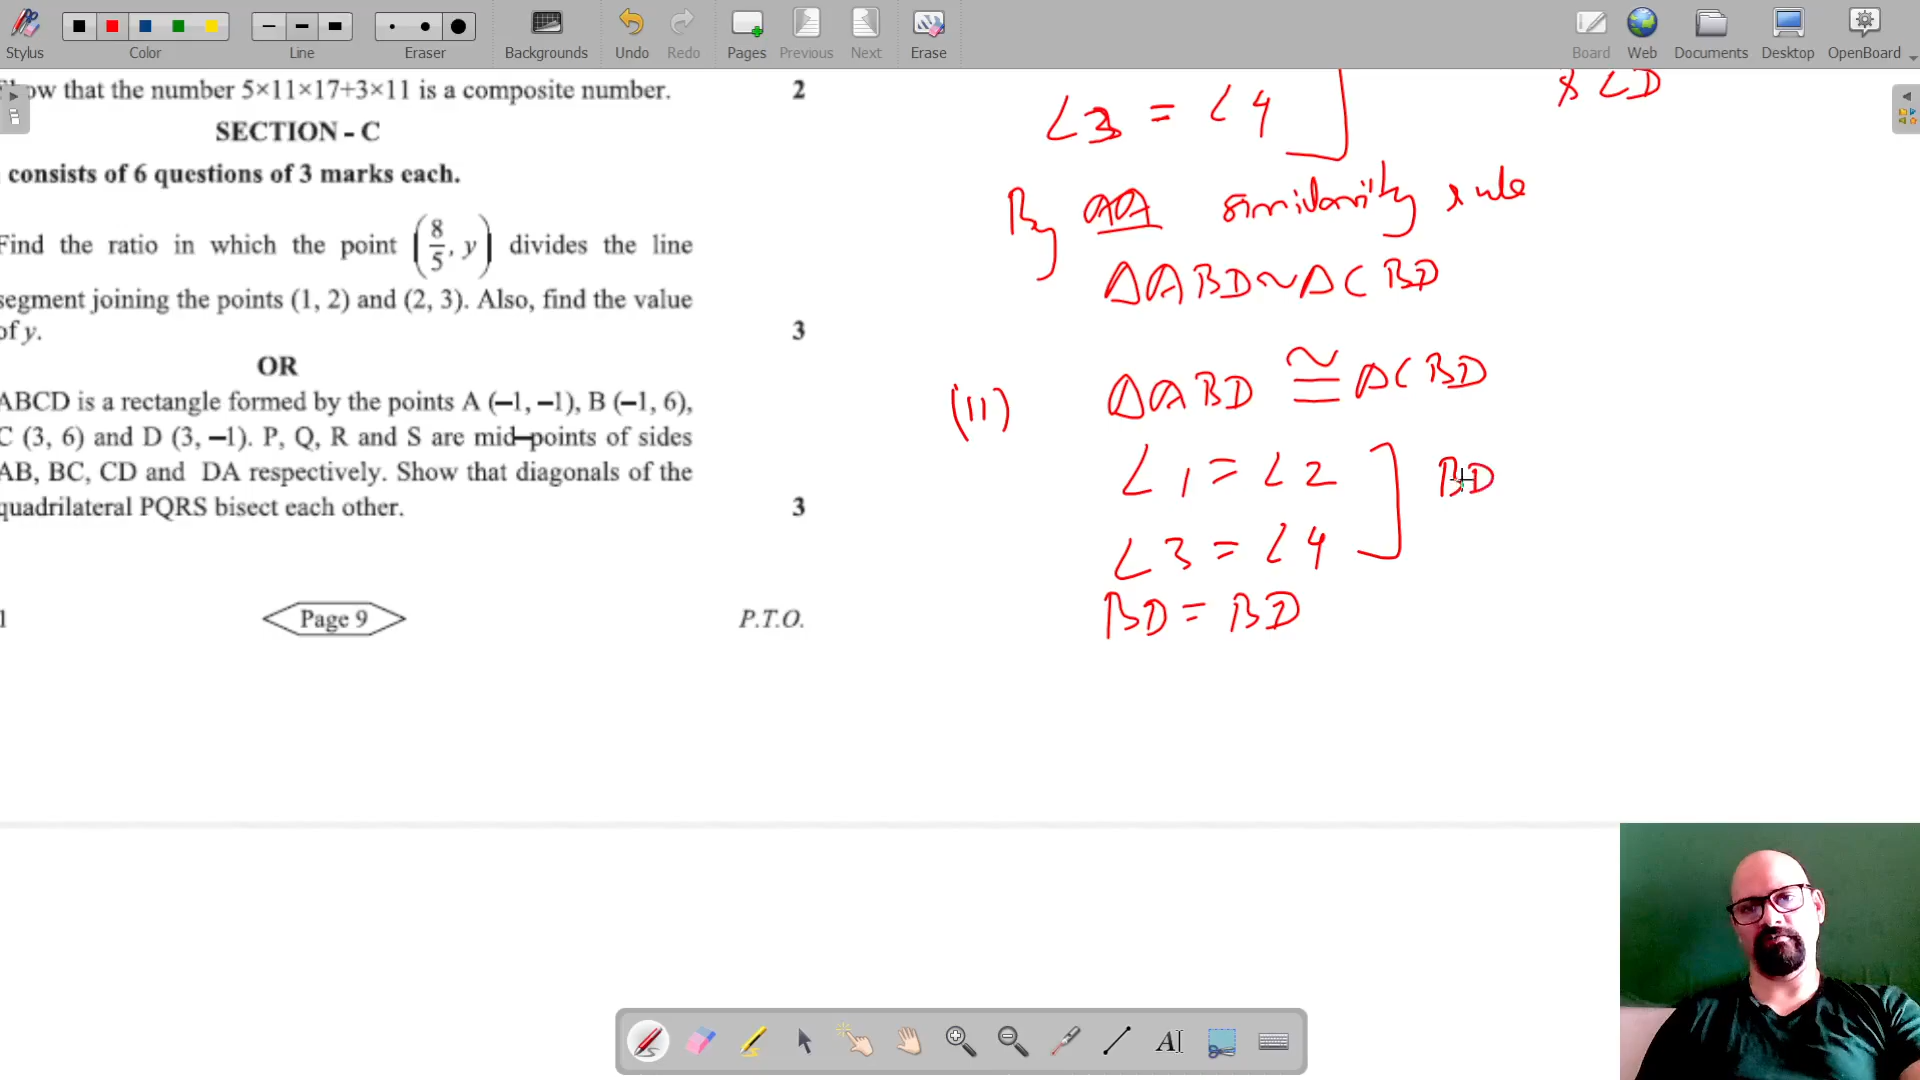 Stylus Color Line Eraser Backgrounds Undo Redo Pages Previous Next Erase Board Web Documents Desktop OpenBoard
ow that the number 5×11×17+3×11 is a composite number. 2
SECTION - C
consists of 6 questions of 3 marks each.
Find the ratio in which the point (8/5, y) divides the line
segment joining the points (1, 2) and (2, 3). Also, find the value
of y. 3
OR
ABCD is a rectangle formed by the points A (–1, –1), B (–1, 6),
C (3, 6) and D (3, –1). P, Q, R and S are mid–points of sides
AB, BC, CD and DA respectively. Show that diagonals of the
quadrilateral PQRS bisect each other. 3
1 Page 9 P.T.O.
∠D
∠3 = ∠4
By AA similarity rule
ΔABD ~ ΔCBD
(II) ΔABD ≅ ΔCBD
∠1 = ∠2
BD
∠3 = ∠4
BD = BD